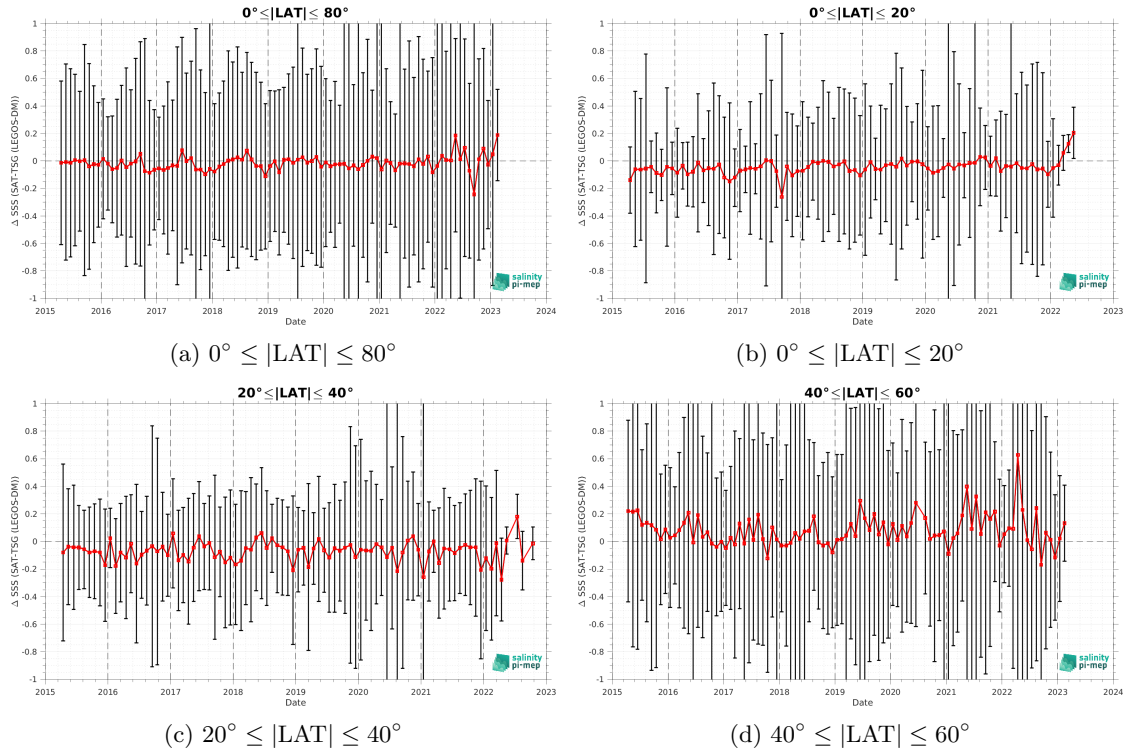 0°≤|LAT|≤ 80°
Δ SSS (SAT-TSG (LEGOS-DM))
1
0.8
0.6
0.4
0.2
0
-0.2
-0.4
-0.6
-0.8
-1
2015 2016 2017 2018 2019 2020 2021 2022 2023 2024
Date
salinity
pi-mep
(a) 0° ≤ |LAT| ≤ 80°
0°≤|LAT|≤ 20°
Δ SSS (SAT-TSG (LEGOS-DM))
1
0.8
0.6
0.4
0.2
0
-0.2
-0.4
-0.6
-0.8
-1
2015 2016 2017 2018 2019 2020 2021 2022 2023
Date
salinity
pi-mep
(b) 0° ≤ |LAT| ≤ 20°
20°≤|LAT|≤ 40°
Δ SSS (SAT-TSG (LEGOS-DM))
1
0.8
0.6
0.4
0.2
0
-0.2
-0.4
-0.6
-0.8
-1
2015 2016 2017 2018 2019 2020 2021 2022 2023
Date
salinity
pi-mep
(c) 20° ≤ |LAT| ≤ 40°
40°≤|LAT|≤ 60°
Δ SSS (SAT-TSG (LEGOS-DM))
1
0.8
0.6
0.4
0.2
0
-0.2
-0.4
-0.6
-0.8
-1
2015 2016 2017 2018 2019 2020 2021 2022 2023 2024
Date
salinity
pi-mep
(d) 40° ≤ |LAT| ≤ 60°